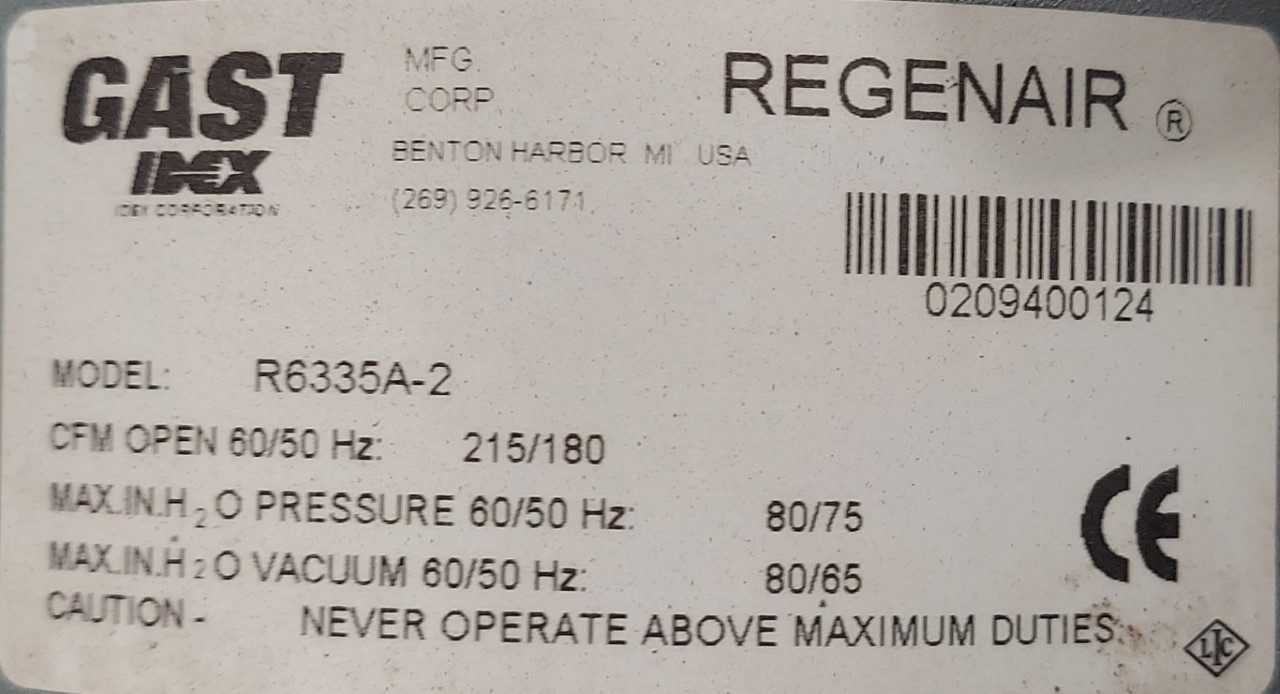 GAST
IDEX
IDEX CORPORATION
MFG.
CORP
BENTON HARBOR MI USA
(269) 926-6171
REGENAIR ®
0209400124
MODEL: R6335A-2
CFM OPEN 60/50 Hz: 215/180
MAX.IN.H₂O PRESSURE 60/50 Hz: 80/75
MAX.IN.H₂O VACUUM 60/50 Hz: 80/65
CAUTION - NEVER OPERATE ABOVE MAXIMUM DUTIES.
CE